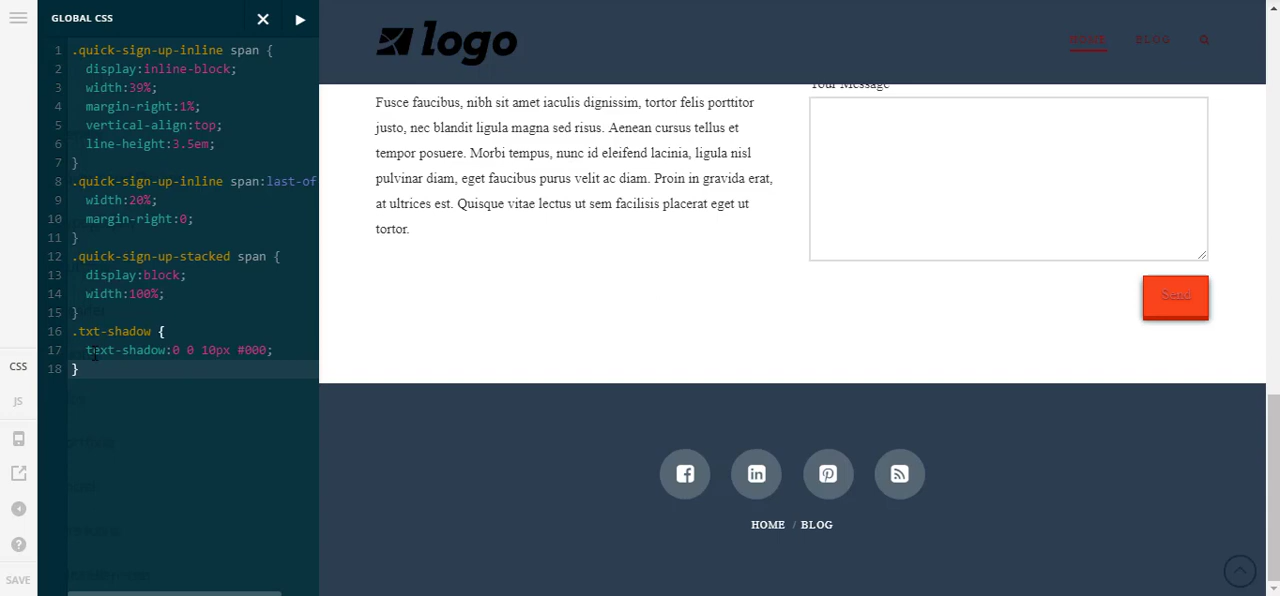 GLOBAL CSS
1 .quick-sign-up-inline span {
2 display:inline-block;
3 width:39%;
4 margin-right:1%;
5 vertical-align:top;
6 line-height:3.5em;
7 }
8 .quick-sign-up-inline span:last-of
9 width:20%;
10 margin-right:0;
11 }
12 .quick-sign-up-stacked span {
13 display:block;
14 width:100%;
15 }
16 .txt-shadow {
17 text-shadow:0 0 10px #000;
18 }
CSS
JS
SAVE
logo
HOME
BLOG
Your Message
Fusce faucibus, nibh sit amet iaculis dignissim, tortor felis porttitor
justo, nec blandit ligula magna sed risus. Aenean cursus tellus et
tempor posuere. Morbi tempus, nunc id eleifend lacinia, ligula nisl
pulvinar diam, eget faucibus purus velit ac diam. Proin in gravida erat,
at ultrices est. Quisque vitae lectus ut sem facilisis placerat eget ut
tortor.
Send
HOME / BLOG